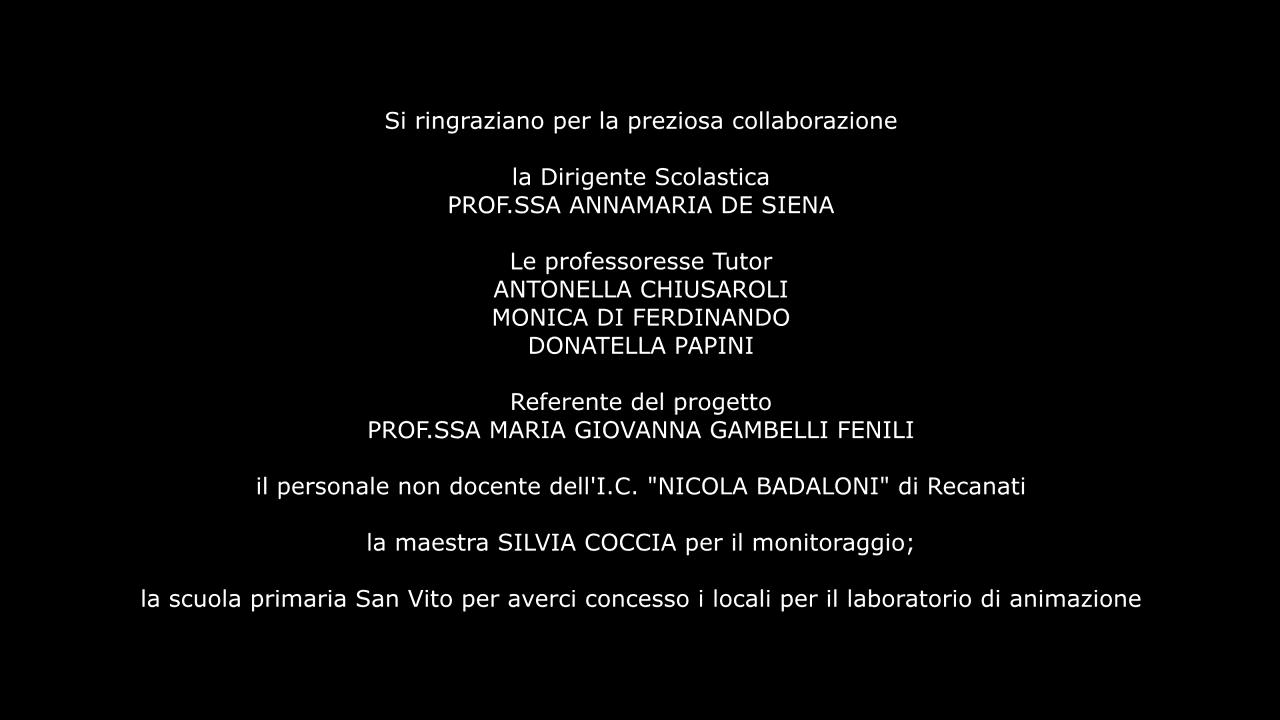 Si ringraziano per la preziosa collaborazione
la Dirigente Scolastica
PROF.SSA ANNAMARIA DE SIENA
Le professoresse Tutor
ANTONELLA CHIUSAROLI
MONICA DI FERDINANDO
DONATELLA PAPINI
Referente del progetto
PROF.SSA MARIA GIOVANNA GAMBELLI FENILI
il personale non docente dell'I.C. "NICOLA BADALONI" di Recanati
la maestra SILVIA COCCIA per il monitoraggio;
la scuola primaria San Vito per averci concesso i locali per il laboratorio di animazione